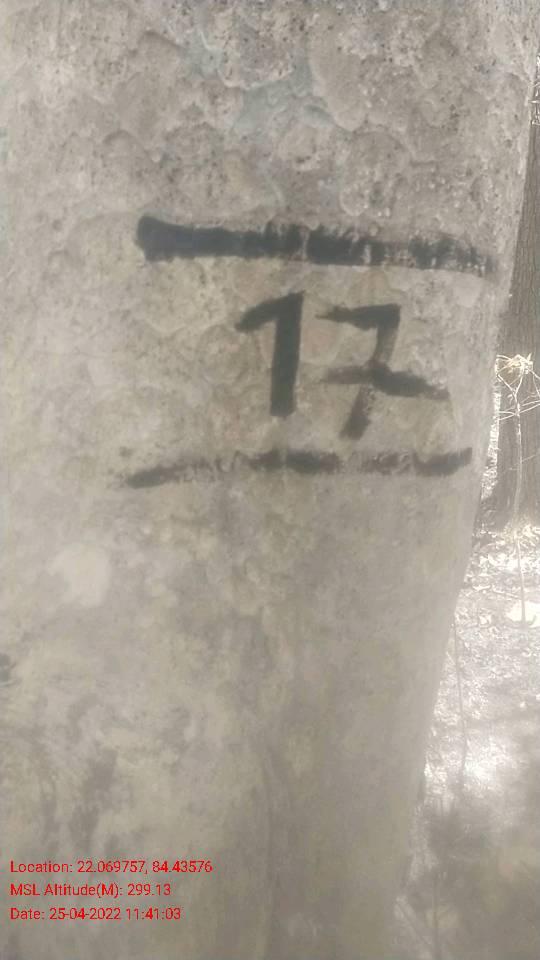 17
Location: 22.069757, 84.43576
MSL Altitude(M): 299.13
Date: 25-04-2022 11:41:03